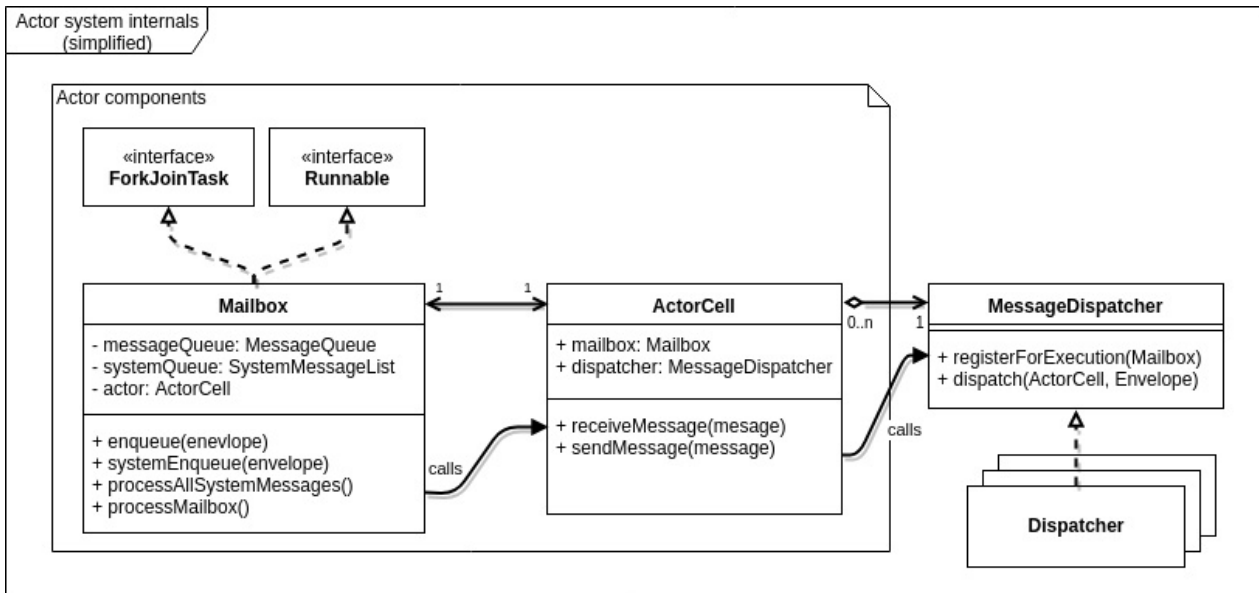 Actor system internals
(simplified)
Actor components
«interface»
ForkJoinTask
«interface»
Runnable
Mailbox
- messageQueue: MessageQueue
- systemQueue: SystemMessageList
- actor: ActorCell
+ enqueue(enevlope)
+ systemEnqueue(envelope)
+ processAllSystemMessages()
+ processMailbox()
1
1
calls
ActorCell
+ mailbox: Mailbox
+ dispatcher: MessageDispatcher
+ receiveMessage(mesage)
+ sendMessage(message)
0..n
1
calls
MessageDispatcher
+ registerForExecution(Mailbox)
+ dispatch(ActorCell, Envelope)
Dispatcher